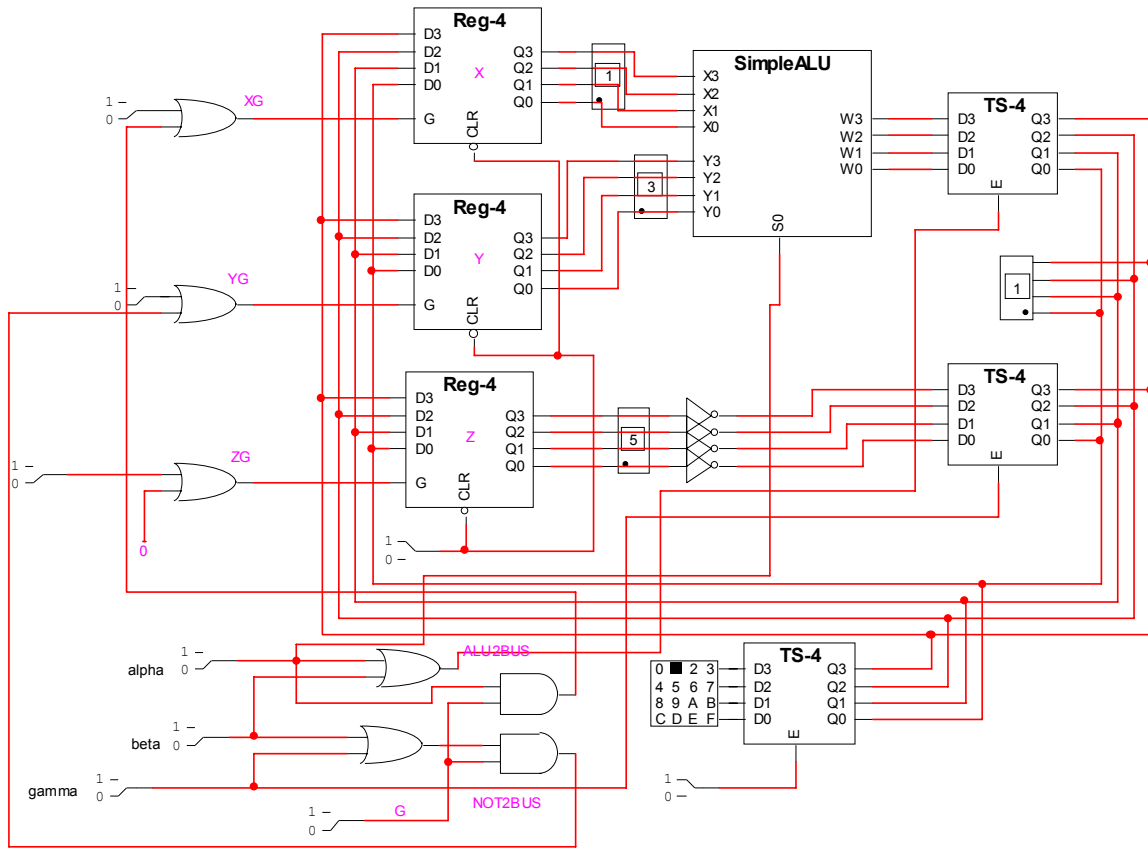 Reg-4
D3
D2
D1
D0
X
Q3
Q2
Q1
Q0
G
CLR
1
SimpleALU
X3
X2
X1
X0
Y3
Y2
Y1
Y0
W3
W2
W1
W0
S0
TS-4
D3
D2
D1
D0
Q3
Q2
Q1
Q0
E
1
0
XG
Reg-4
D3
D2
D1
D0
Y
Q3
Q2
Q1
Q0
G
CLR
3
1
0
YG
1
Reg-4
D3
D2
D1
D0
Z
Q3
Q2
Q1
Q0
G
CLR
5
TS-4
D3
D2
D1
D0
Q3
Q2
Q1
Q0
E
1
0
ZG
0
1
0
alpha
1
0
ALU2BUS
beta
1
0
gamma
1
0
NOT2BUS
1
0
G
0 2 3
4 5 6 7
8 9 A B
C D E F
TS-4
D3
D2
D1
D0
Q3
Q2
Q1
Q0
E
1
0